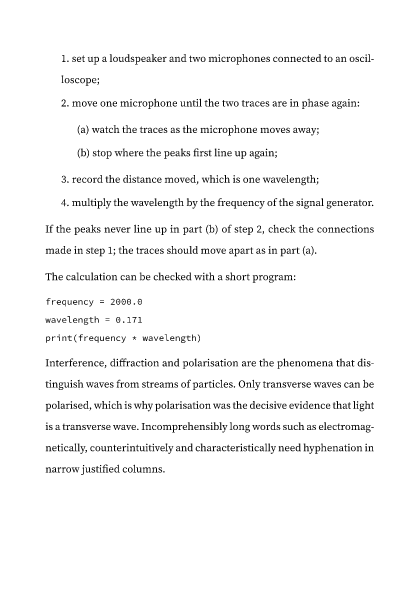 1. set up a loudspeaker and two microphones connected to an oscil-
loscope;
2. move one microphone until the two traces are in phase again:
(a) watch the traces as the microphone moves away;
(b) stop where the peaks first line up again;
3. record the distance moved, which is one wavelength;
4. multiply the wavelength by the frequency of the signal generator.
If the peaks never line up in part (b) of step 2, check the connections
made in step 1; the traces should move apart as in part (a).
The calculation can be checked with a short program:
frequency = 2000.0
wavelength = 0.171
print(frequency * wavelength)
Interference, diffraction and polarisation are the phenomena that dis-
tinguish waves from streams of particles. Only transverse waves can be
polarised, which is why polarisation was the decisive evidence that light
is a transverse wave. Incomprehensibly long words such as electromag-
netically, counterintuitively and characteristically need hyphenation in
narrow justified columns.